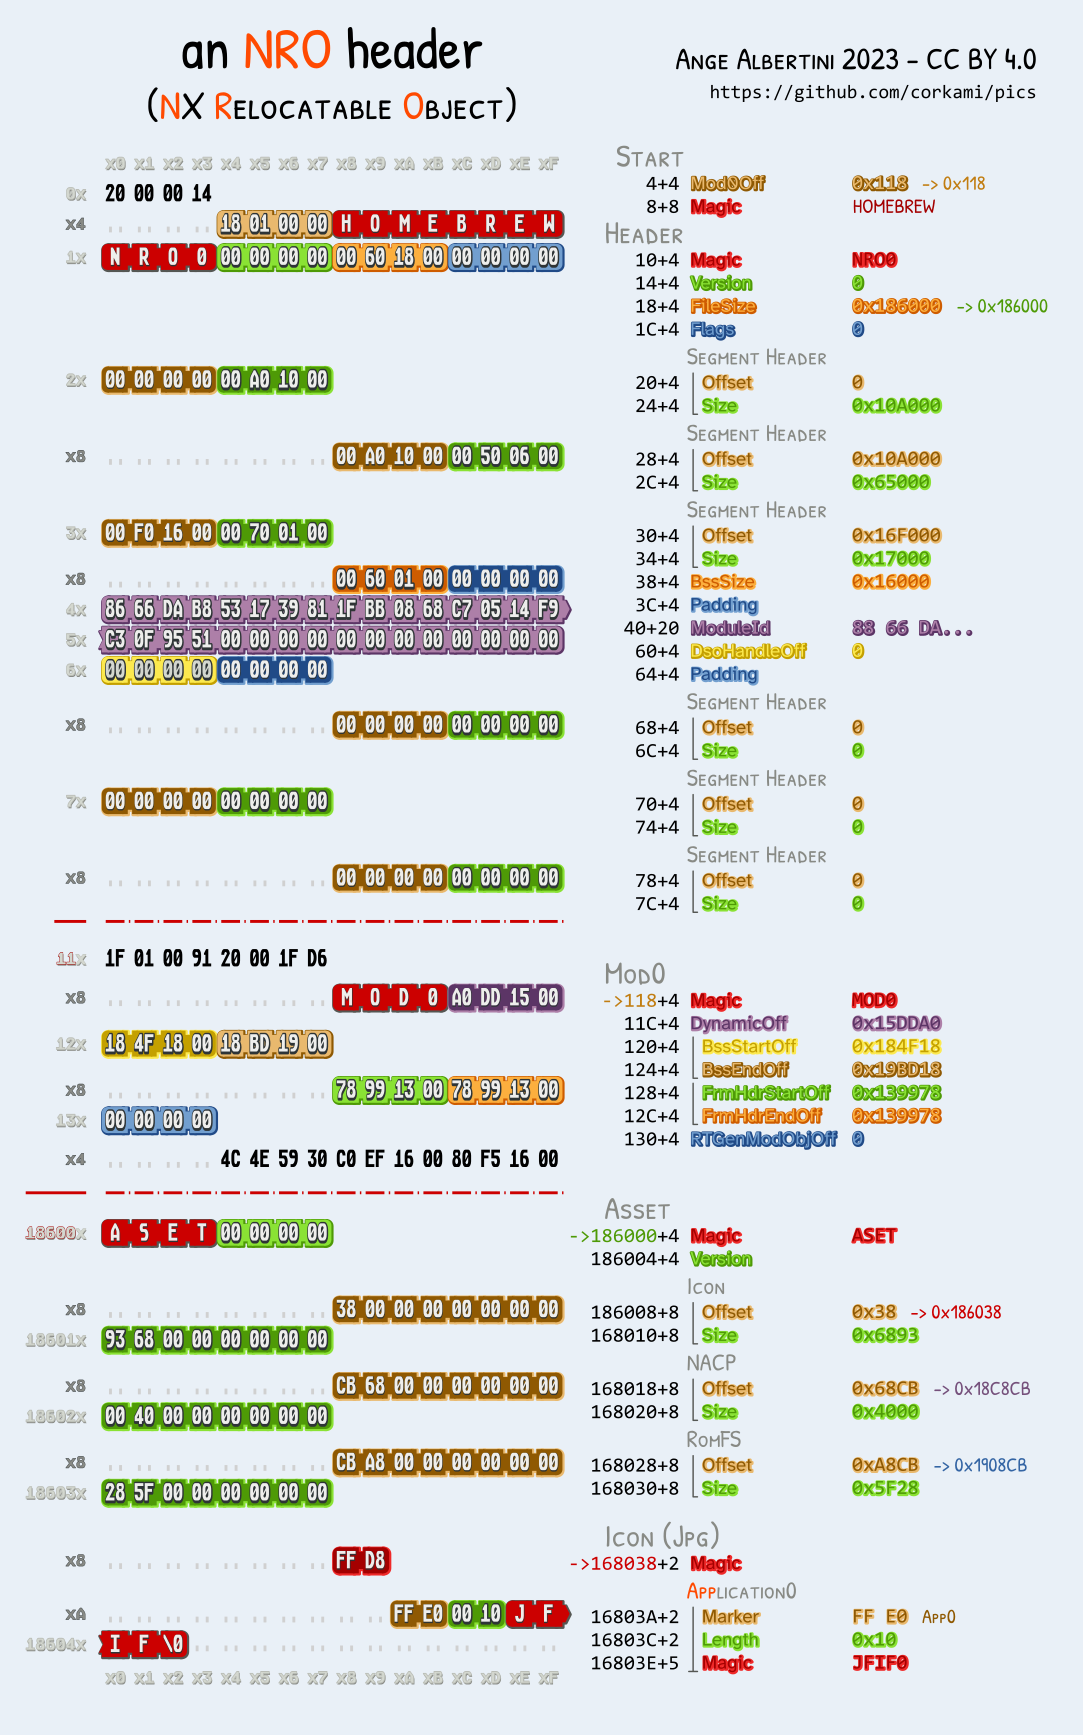 an NRO header
(NX Relocatable Object)
Ange Albertini 2023 - CC BY 4.0
https://github.com/corkami/pics
x0 x1 x2 x3 x4 x5 x6 x7 x8 x9 xA xB xC xD xE xF
Start
0x 20 00 00 14
x4 .. .. .. .. 18 01 00 00 H O M E B R E W
4+4 Mod0Off 0x118 -> 0x118
8+8 Magic HOMEBREW
Header
1x N R O 0 00 00 00 00 00 60 18 00 00 00 00 00
10+4 Magic NRO0
14+4 Version 0
18+4 FileSize 0x186000 -> 0x186000
1C+4 Flags 0
Segment Header
2x 00 00 00 00 00 A0 10 00
20+4 Offset 0
24+4 Size 0x10A000
Segment Header
x8 .. .. .. .. .. .. .. .. 00 A0 10 00 00 50 06 00
28+4 Offset 0x10A000
2C+4 Size 0x65000
Segment Header
3x 00 F0 16 00 00 70 01 00
30+4 Offset 0x16F000
34+4 Size 0x17000
x8 .. .. .. .. .. .. .. .. 00 60 01 00 00 00 00 00
38+4 BssSize 0x16000
3C+4 Padding
4x 86 66 DA B8 53 17 39 81 1F BB 08 68 C7 05 14 F9
5x C3 0F 95 51 00 00 00 00 00 00 00 00 00 00 00 00
40+20 ModuleId 88 66 DA...
6x 00 00 00 00 00 00 00 00
60+4 DsoHandleOff 0
64+4 Padding
Segment Header
x8 .. .. .. .. .. .. .. .. 00 00 00 00 00 00 00 00
68+4 Offset 0
6C+4 Size 0
Segment Header
7x 00 00 00 00 00 00 00 00
70+4 Offset 0
74+4 Size 0
Segment Header
x8 .. .. .. .. .. .. .. .. 00 00 00 00 00 00 00 00
78+4 Offset 0
7C+4 Size 0
11x 1F 01 00 91 20 00 1F D6
Mod0
x8 .. .. .. .. .. .. .. .. M O D 0 A0 DD 15 00
->118+4 Magic MOD0
11C+4 DynamicOff 0x15DDA0
12x 18 4F 18 00 18 BD 19 00
120+4 BssStartOff 0x184F18
124+4 BssEndOff 0x19BD18
x8 .. .. .. .. .. .. .. .. 78 99 13 00 78 99 13 00
128+4 FrmHdrStartOff 0x139978
12C+4 FrmHdrEndOff 0x139978
13x 00 00 00 00
130+4 RTGenModObjOff 0
x4 .. .. .. .. 4C 4E 59 30 C0 EF 16 00 80 F5 16 00
Asset
18600x A S E T 00 00 00 00
->186000+4 Magic ASET
186004+4 Version
Icon
x8 .. .. .. .. .. .. .. .. 38 00 00 00 00 00 00 00
186008+8 Offset 0x38 -> 0x186038
18601x 93 68 00 00 00 00 00 00
168010+8 Size 0x6893
NACP
x8 .. .. .. .. .. .. .. .. CB 68 00 00 00 00 00 00
168018+8 Offset 0x68CB -> 0x18C8CB
18602x 00 40 00 00 00 00 00 00
168020+8 Size 0x4000
RomFS
x8 .. .. .. .. .. .. .. .. CB A8 00 00 00 00 00 00
168028+8 Offset 0xA8CB -> 0x1908CB
18603x 28 5F 00 00 00 00 00 00
168030+8 Size 0x5F28
Icon (Jpg)
x8 .. .. .. .. .. .. .. .. FF D8
->168038+2 Magic
Application0
xA .. .. .. .. .. .. .. .. .. .. FF E0 00 10 J F
16803A+2 Marker FF E0 App0
16803C+2 Length 0x10
18604x I F \0 .. .. .. .. .. .. .. .. .. .. .. .. ..
16803E+5 Magic JFIF0
x0 x1 x2 x3 x4 x5 x6 x7 x8 x9 xA xB xC xD xE xF